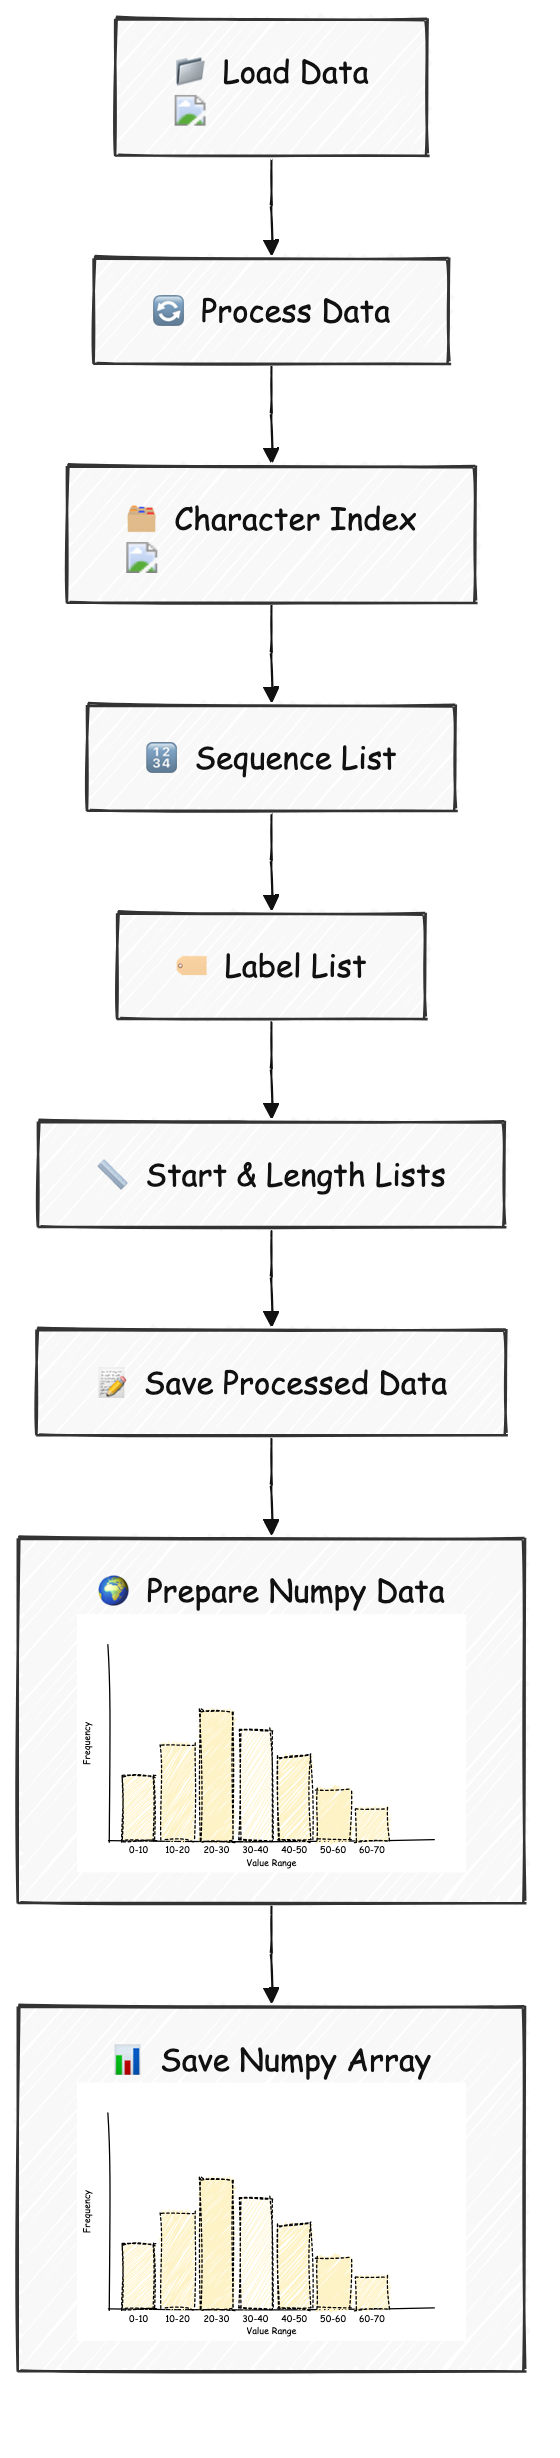 Load Data
Process Data
Character Index
1234
Sequence List
Label List
Start & Length Lists
Save Processed Data
Prepare Numpy Data
Frequency
0-10 10-20 20-30 30-40 40-50 50-60 60-70
Value Range
Save Numpy Array
Frequency
0-10 10-20 20-30 30-40 40-50 50-60 60-70
Value Range